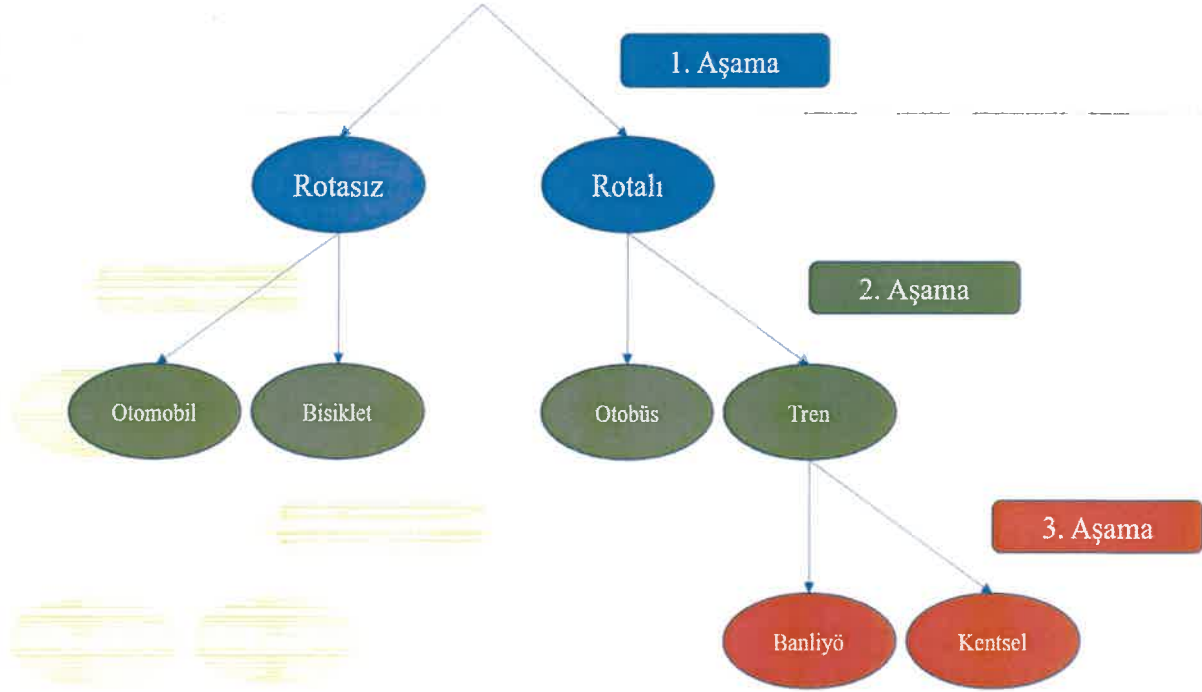 1. Aşama
Rotasız
Rotalı
2. Aşama
Otomobil
Bisiklet
Otobüs
Tren
3. Aşama
Banliyö
Kentsel